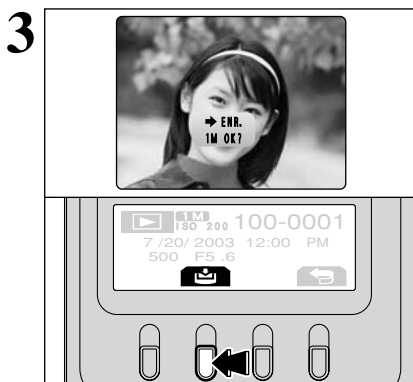 3
➔ ENR.
1M OK?
1M
ISO 200 100-0001
7 /20/ 2003 12:00 PM
500 F5 .6